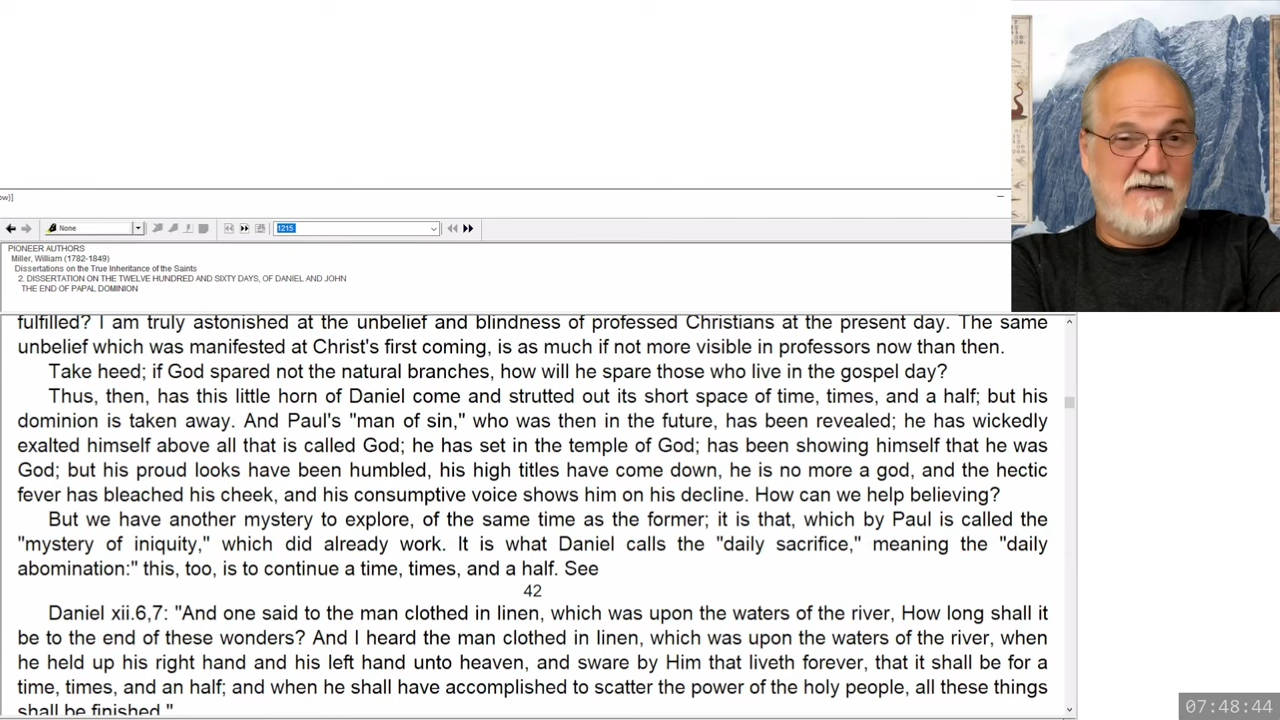 ow)]
None
1215
PIONEER AUTHORS
Miller, William (1782-1849)
Dissertations on the True Inheritance of the Saints
2. DISSERTATION ON THE TWELVE HUNDRED AND SIXTY DAYS, OF DANIEL AND JOHN
THE END OF PAPAL DOMINION
fulfilled? I am truly astonished at the unbelief and blindness of professed Christians at the present day. The same
unbelief which was manifested at Christ's first coming, is as much if not more visible in professors now than then.
Take heed; if God spared not the natural branches, how will he spare those who live in the gospel day?
Thus, then, has this little horn of Daniel come and strutted out its short space of time, times, and a half; but his
dominion is taken away. And Paul's "man of sin," who was then in the future, has been revealed; he has wickedly
exalted himself above all that is called God; he has set in the temple of God; has been showing himself that he was
God; but his proud looks have been humbled, his high titles have come down, he is no more a god, and the hectic
fever has bleached his cheek, and his consumptive voice shows him on his decline. How can we help believing?
But we have another mystery to explore, of the same time as the former; it is that, which by Paul is called the
"mystery of iniquity," which did already work. It is what Daniel calls the "daily sacrifice," meaning the "daily
abomination:" this, too, is to continue a time, times, and a half. See
42
Daniel xii.6,7: "And one said to the man clothed in linen, which was upon the waters of the river, How long shall it
be to the end of these wonders? And I heard the man clothed in linen, which was upon the waters of the river, when
he held up his right hand and his left hand unto heaven, and sware by Him that liveth forever, that it shall be for a
time, times, and an half; and when he shall have accomplished to scatter the power of the holy people, all these things
shall be finished."
07:48:44